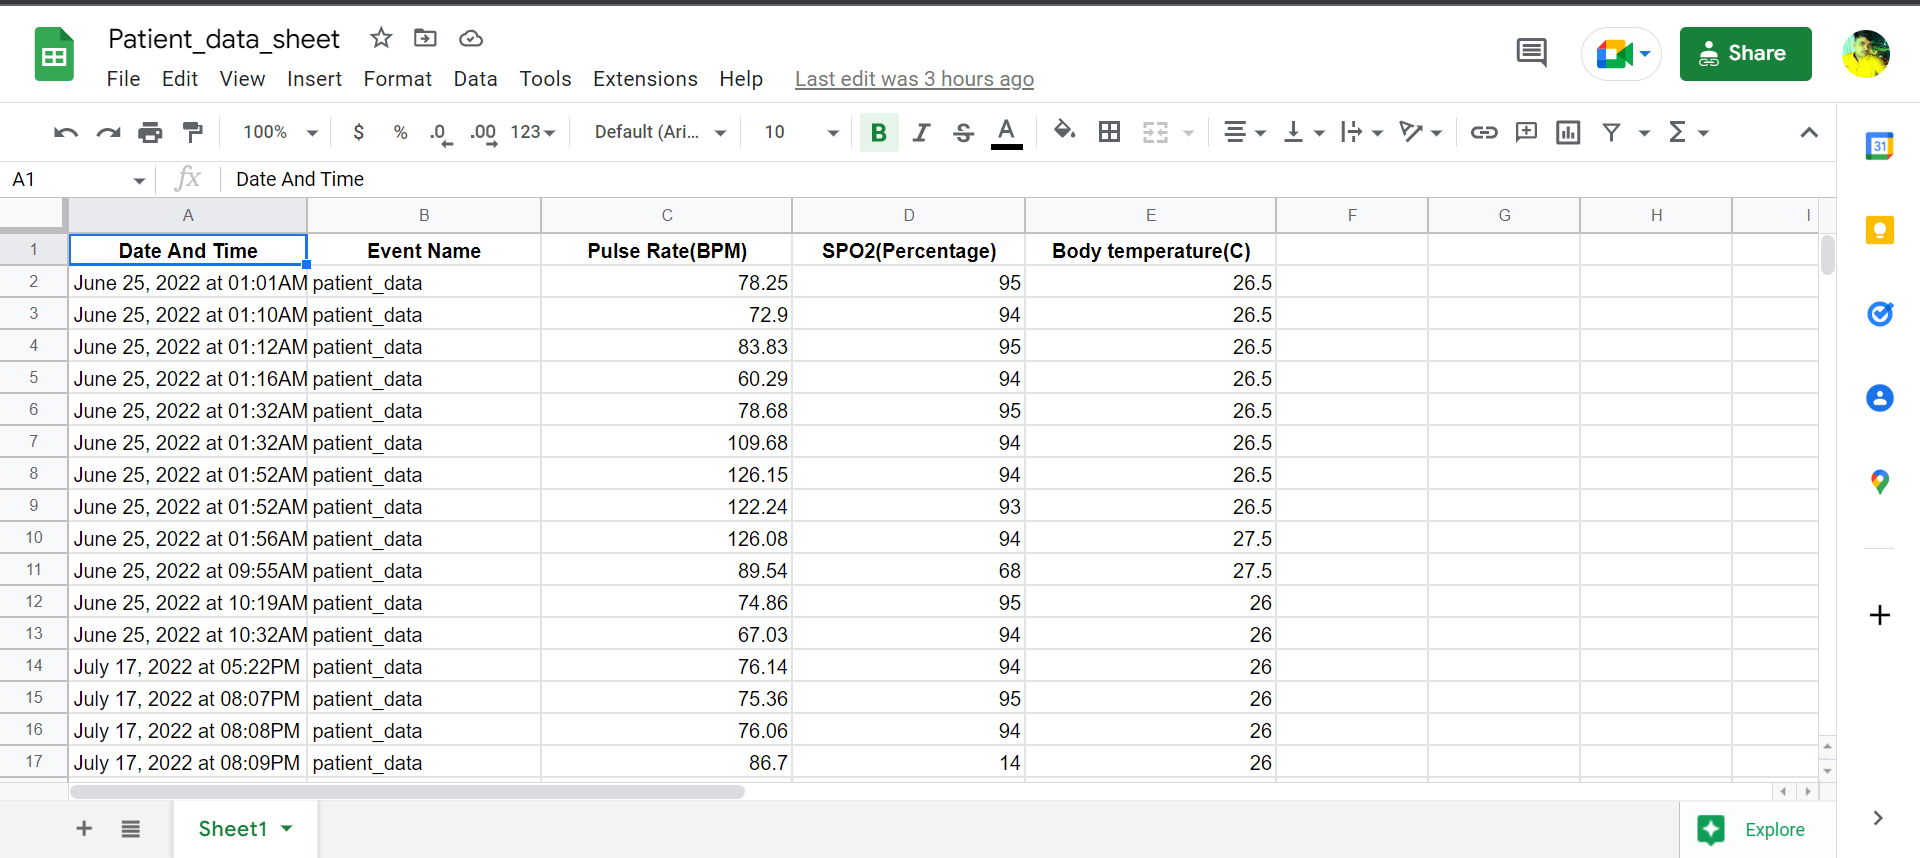 Patient_data_sheet
File Edit View Insert Format Data Tools Extensions Help Last edit was 3 hours ago
Share
100% $ % .0 .00 123 Default (Ari... 10 B I S A Σ
31
A1 fx Date And Time
A B C D E F G H I
1 Date And Time Event Name Pulse Rate(BPM) SPO2(Percentage) Body temperature(C)
2 June 25, 2022 at 01:01AM patient_data 78.25 95 26.5
3 June 25, 2022 at 01:10AM patient_data 72.9 94 26.5
4 June 25, 2022 at 01:12AM patient_data 83.83 95 26.5
5 June 25, 2022 at 01:16AM patient_data 60.29 94 26.5
6 June 25, 2022 at 01:32AM patient_data 78.68 95 26.5
7 June 25, 2022 at 01:32AM patient_data 109.68 94 26.5
8 June 25, 2022 at 01:52AM patient_data 126.15 94 26.5
9 June 25, 2022 at 01:52AM patient_data 122.24 93 26.5
10 June 25, 2022 at 01:56AM patient_data 126.08 94 27.5
11 June 25, 2022 at 09:55AM patient_data 89.54 68 27.5
12 June 25, 2022 at 10:19AM patient_data 74.86 95 26
13 June 25, 2022 at 10:32AM patient_data 67.03 94 26
14 July 17, 2022 at 05:22PM patient_data 76.14 94 26
15 July 17, 2022 at 08:07PM patient_data 75.36 95 26
16 July 17, 2022 at 08:08PM patient_data 76.06 94 26
17 July 17, 2022 at 08:09PM patient_data 86.7 14 26
Sheet1
Explore